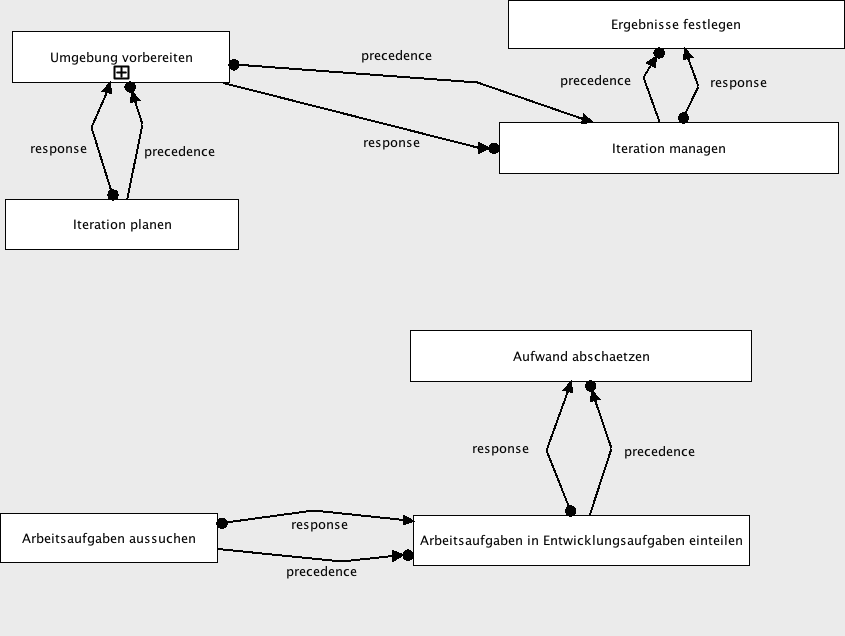 Ergebnisse festlegen
Umgebung vorbereiten
precedence
precedence
response
response
response
precedence
Iteration managen
Iteration planen
Aufwand abschaetzen
response
precedence
response
Arbeitsaufgaben aussuchen
Arbeitsaufgaben in Entwicklungsaufgaben einteilen
precedence